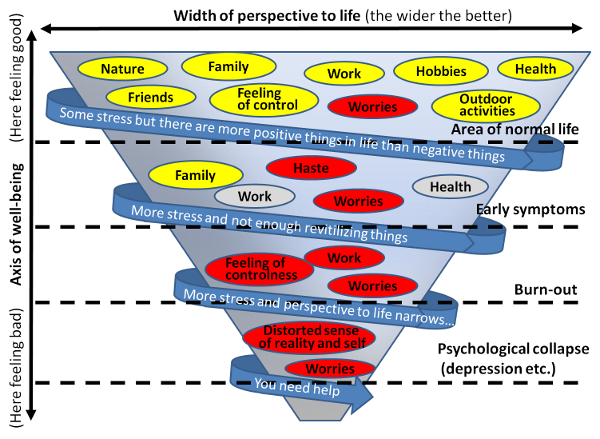 Width of perspective to life (the wider the better)
(Here feeling good)
Axis of well-being
(Here feeling bad)
Nature
Family
Work
Hobbies
Health
Friends
Feeling
of control
Worries
Outdoor
activities
Some stress but there are more positive things in life than negative things
Area of normal life
Family
Haste
Work
Worries
Health
More stress and not enough revitilizing things
Early symptoms
Feeling of
controlness
Work
Worries
More stress and perspective to life narrows...
Burn-out
Distorted sense
of reality and self
Worries
Psychological collapse
(depression etc.)
You need help